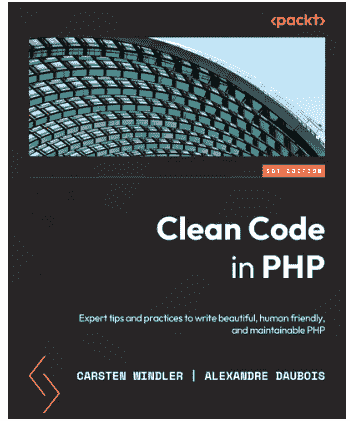 <packt>
1ST EDITION
Clean Code
in PHP
Expert tips and practices to write beautiful, human friendly,
and maintainable PHP
CARSTEN WINDLER | ALEXANDRE DAUBOIS